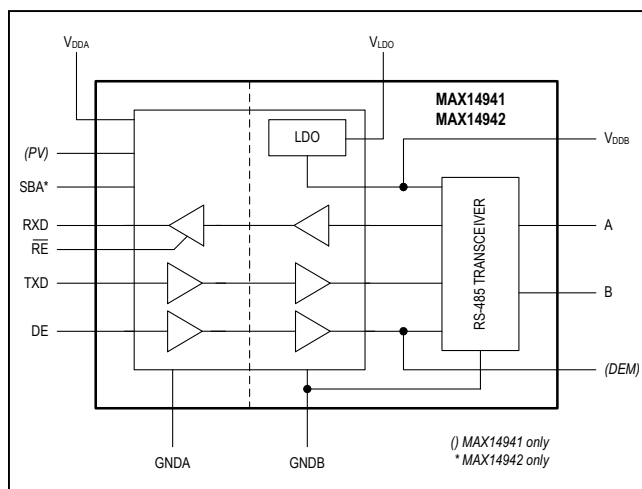 VDDA
VLDO
MAX14941
MAX14942
LDO
VDDB
(PV)
SBA*
RXD
A
RE
TXD
B
DE
RS-485 TRANSCEIVER
(DEM)
GNDA
GNDB
() MAX14941 only
* MAX14942 only